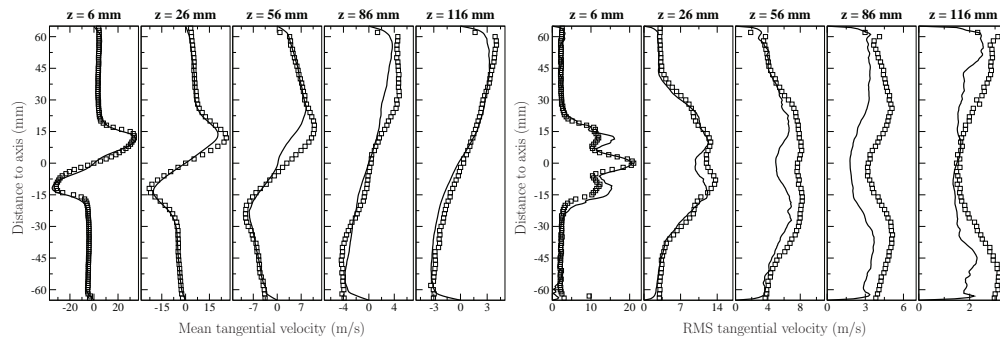 z = 6 mm z = 26 mm z = 56 mm z = 86 mm z = 116 mm
z = 6 mm z = 26 mm z = 56 mm z = 86 mm z = 116 mm
Distance to axis (mm)
60
45
30
15
0
-15
-30
-45
-60
-20 0 20 -15 0 15 -7 0 7 -4 0 4 0 3
Mean tangential velocity (m/s)
Distance to axis (mm)
60
45
30
15
0
-15
-30
-45
-60
0 10 20 7 14 0 4 8 0 3 6 2
RMS tangential velocity (m/s)